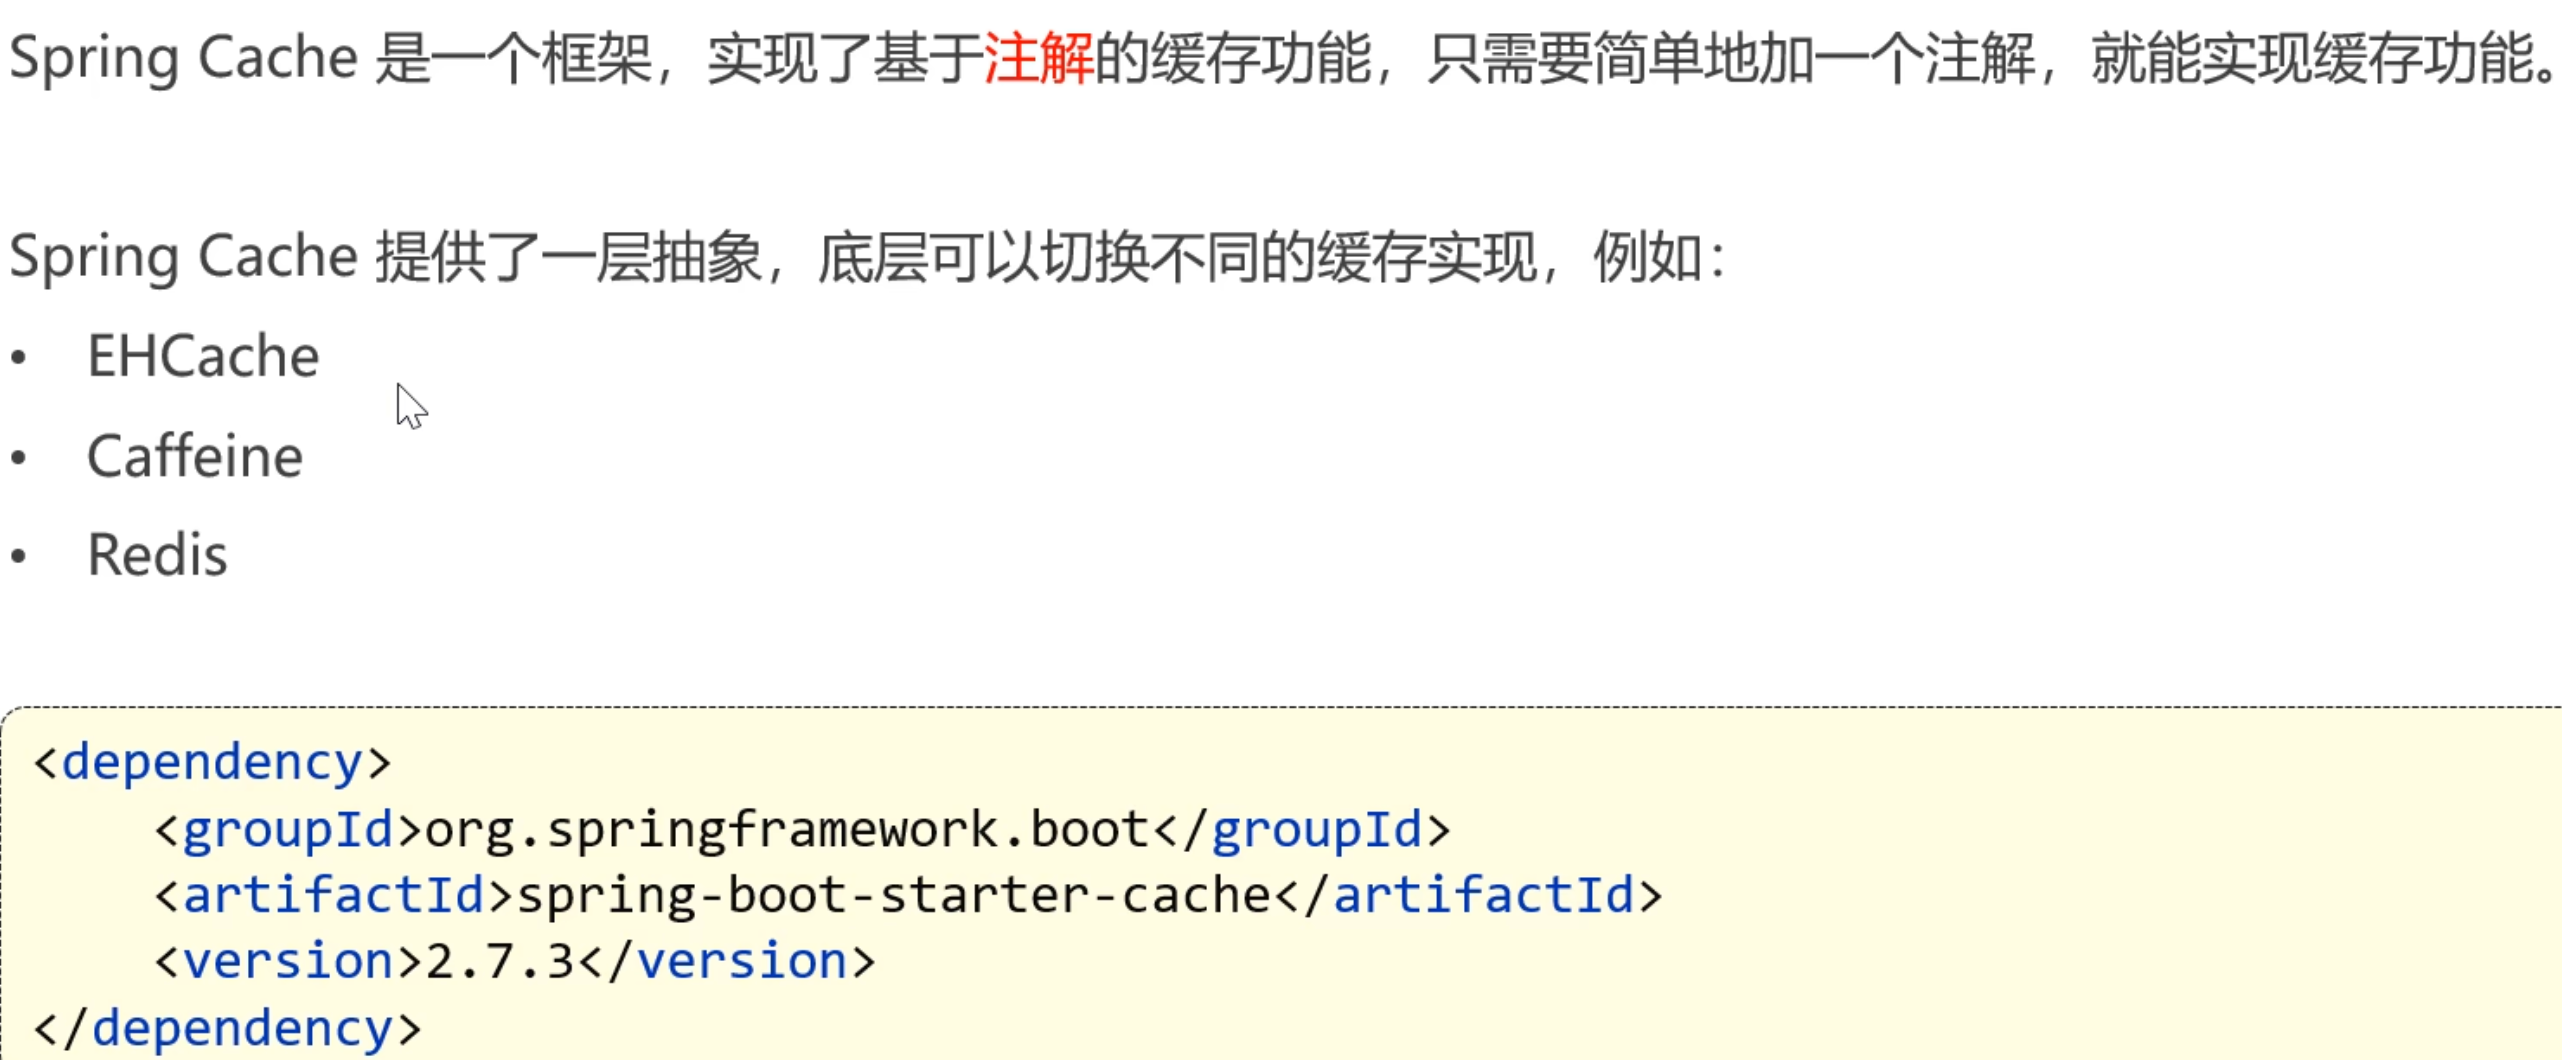 Spring Cache 是一个框架，实现了基于注解的缓存功能，只需要简单地加一个注解，就能实现缓存功能。
Spring Cache 提供了一层抽象，底层可以切换不同的缓存实现，例如：
• EHCache
• Caffeine
• Redis
<dependency>
    <groupId>org.springframework.boot</groupId>
    <artifactId>spring-boot-starter-cache</artifactId>
    <version>2.7.3</version>
</dependency>